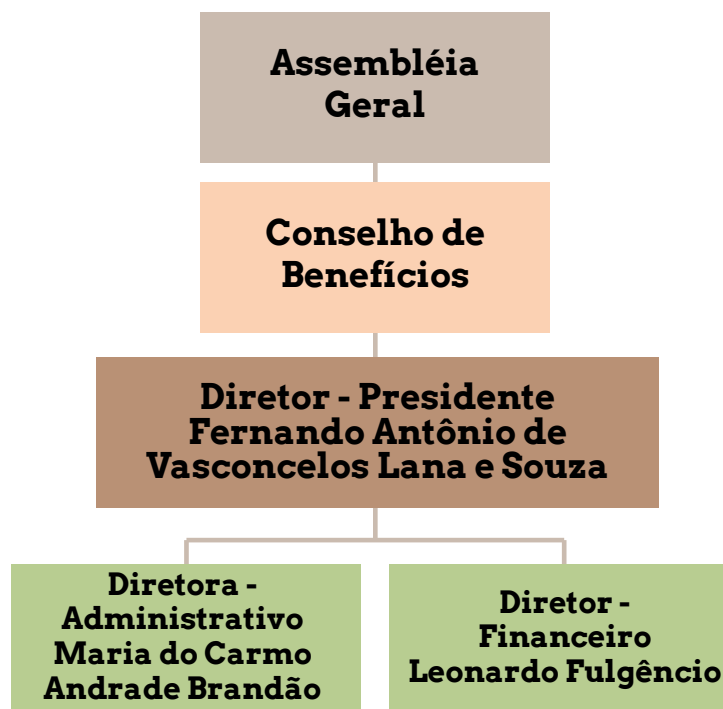 Assembléia
Geral
Conselho de
Benefícios
Diretor - Presidente
Fernando Antônio de
Vasconcelos Lana e Souza
Diretora -
Administrativo
Maria do Carmo
Andrade Brandão
Diretor -
Financeiro
Leonardo Fulgêncio